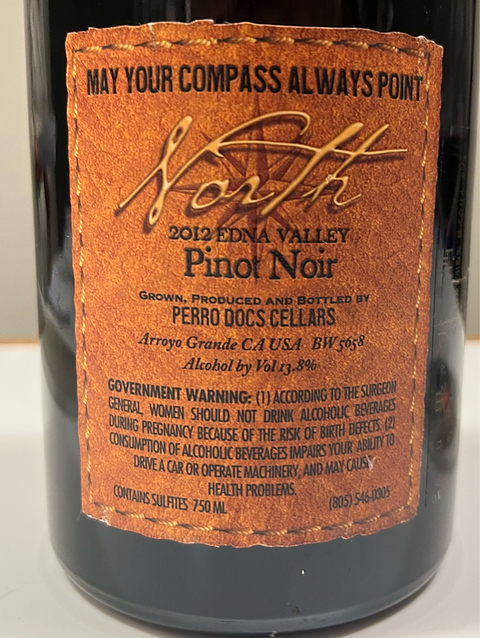 MAY YOUR COMPASS ALWAYS POINT
North
2012 EDNA VALLEY
Pinot Noir
GROWN, PRODUCED AND BOTTLED BY
PERRO DOCS CELLARS
Arroyo Grande CA USA BW 5658
Alcohol by Vol 13.8%
GOVERNMENT WARNING: (1) ACCORDING TO THE SURGEON
GENERAL, WOMEN SHOULD NOT DRINK ALCOHOLIC BEVERAGES
DURING PREGNANCY BECAUSE OF THE RISK OF BIRTH DEFECTS. (2)
CONSUMPTION OF ALCOHOLIC BEVERAGES IMPAIRS YOUR ABILITY TO
DRIVE A CAR OR OPERATE MACHINERY, AND MAY CAUSE
HEALTH PROBLEMS.
CONTAINS SULFITES 750 ML (805) 546-0305